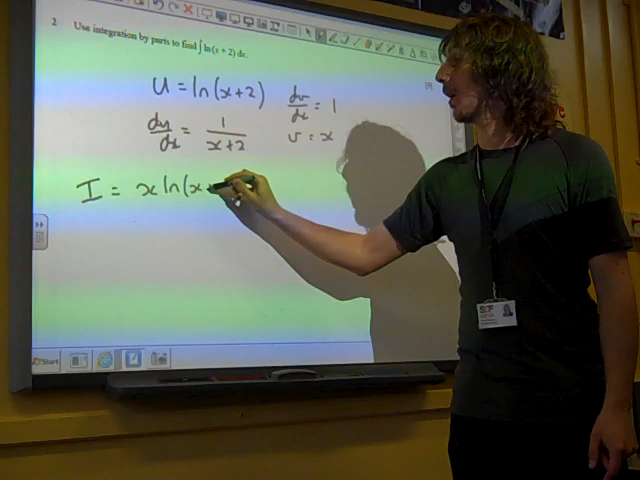 2 Use integration by parts to find ∫ ln(x + 2) dx.
U = ln(x+2) dv/dx = 1
du/dx = 1/(x+2) v = x
I = x ln(x
Start